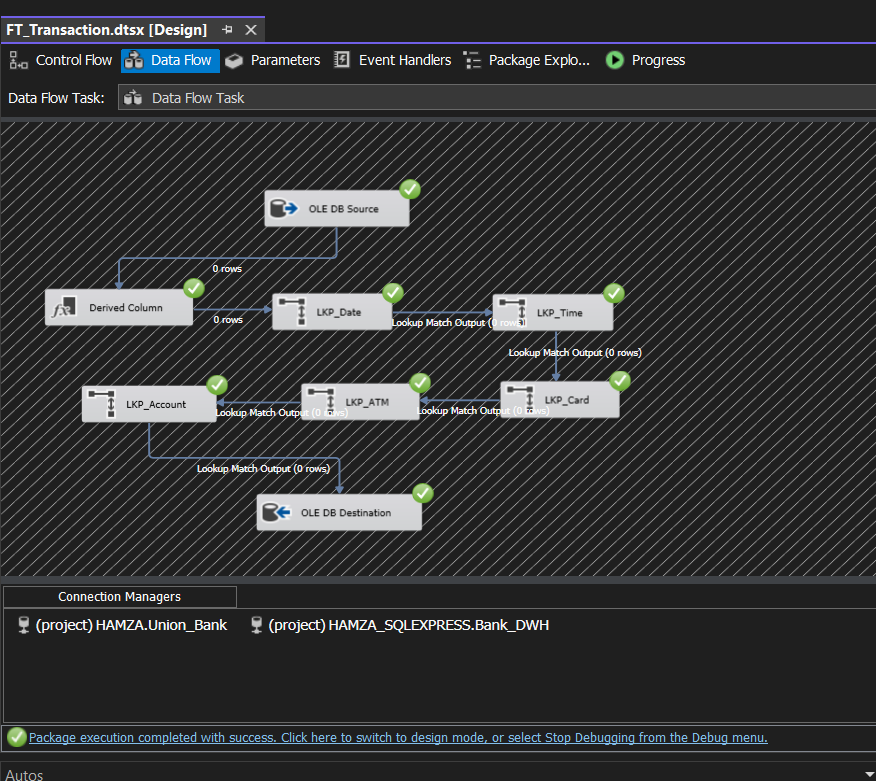 FT_Transaction.dtsx [Design]
Control Flow Data Flow Parameters Event Handlers Package Explo... Progress
Data Flow Task: Data Flow Task
OLE DB Source
0 rows
Derived Column
0 rows
LKP_Date
Lookup Match Output (0 rows)
LKP_Time
Lookup Match Output (0 rows)
LKP_Card
Lookup Match Output (0 rows)
LKP_ATM
Lookup Match Output (0 rows)
LKP_Account
Lookup Match Output (0 rows)
OLE DB Destination
Connection Managers
(project) HAMZA.Union_Bank (project) HAMZA_SQLEXPRESS.Bank_DWH
Package execution completed with success. Click here to switch to design mode, or select Stop Debugging from the Debug menu.
Autos